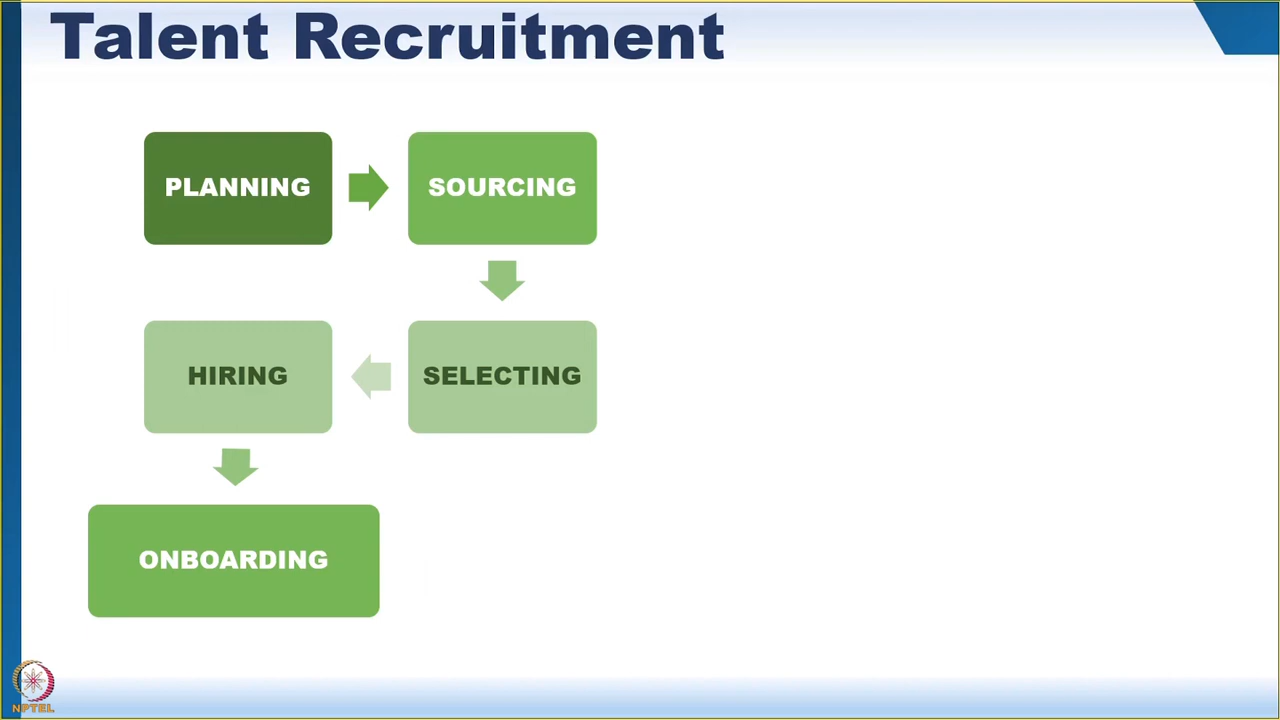 Talent Recruitment
PLANNING
SOURCING
SELECTING
HIRING
ONBOARDING
NPTEL